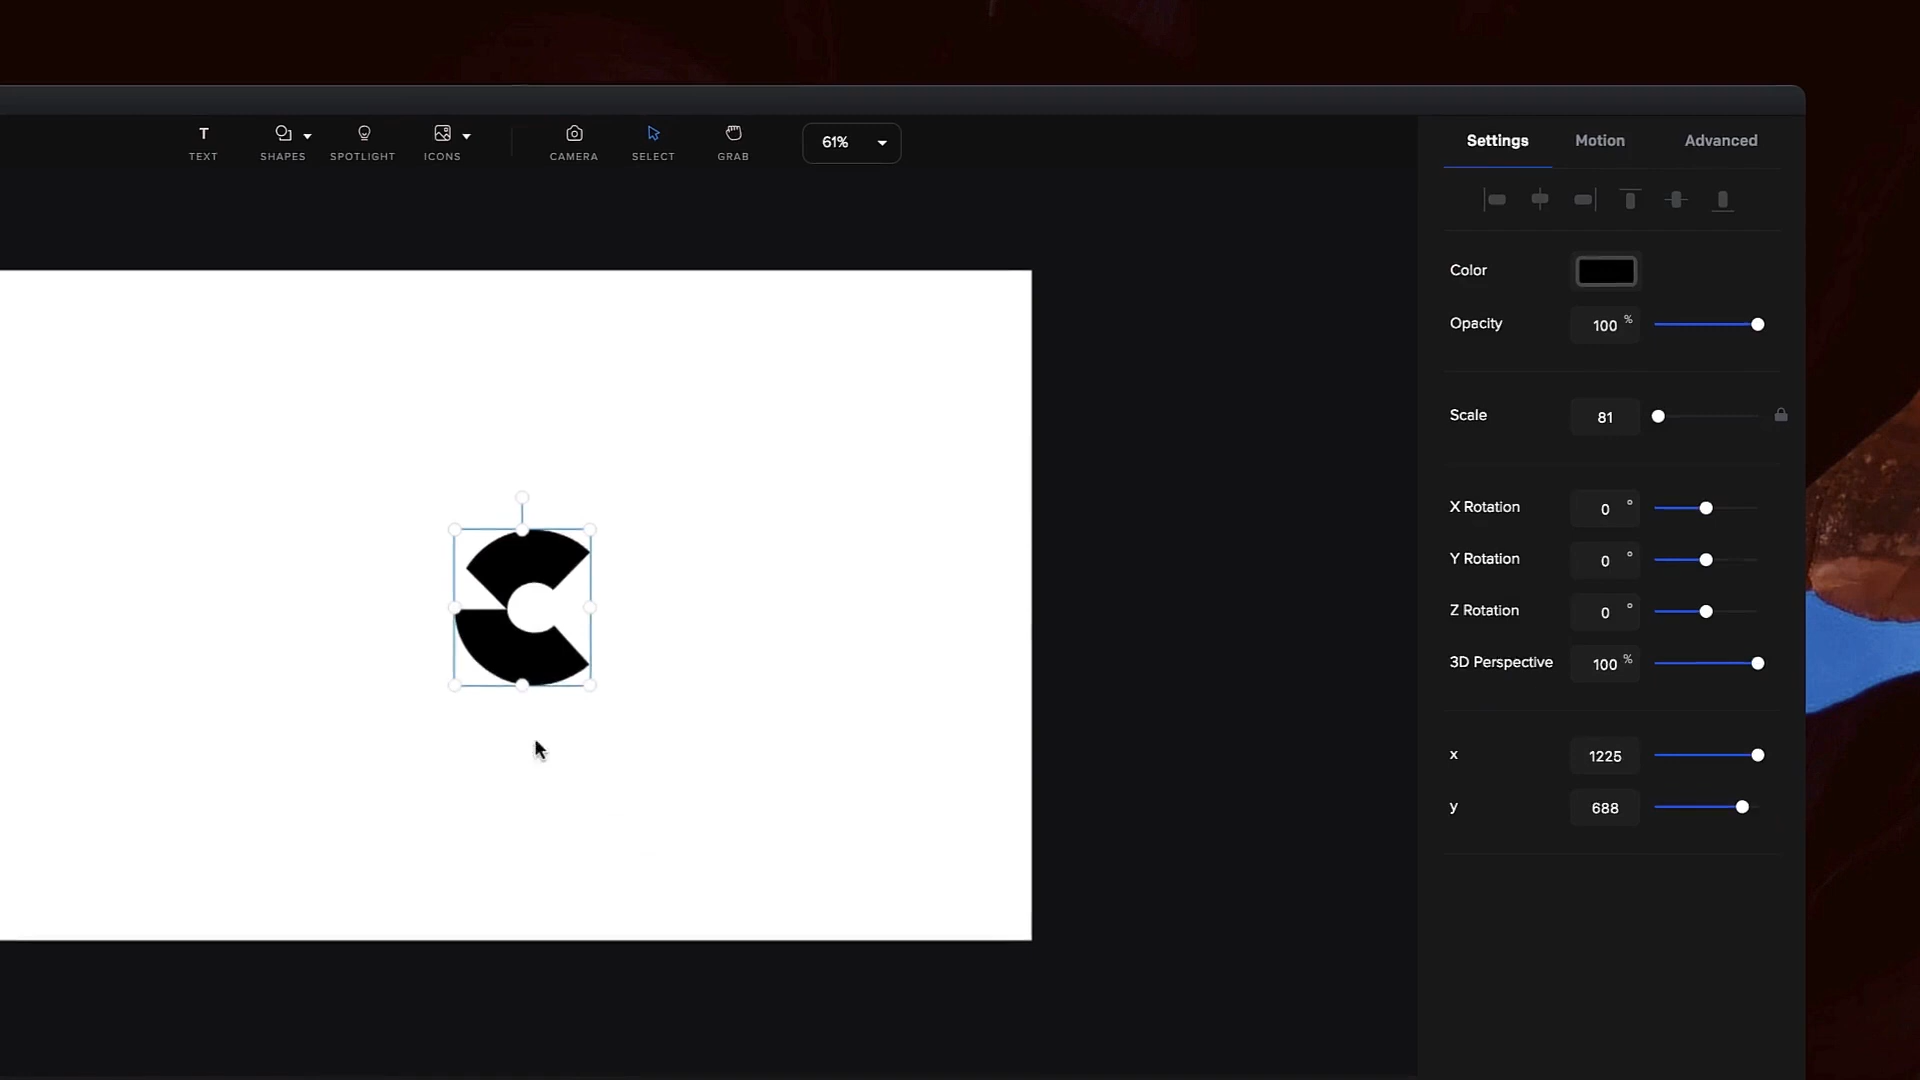 TEXT
SHAPES
SPOTLIGHT
ICONS
CAMERA
SELECT
GRAB
61%
Settings Motion Advanced
Color
Opacity 100 %
Scale 81
X Rotation 0 °
Y Rotation 0 °
Z Rotation 0 °
3D Perspective 100 %
x 1225
y 688